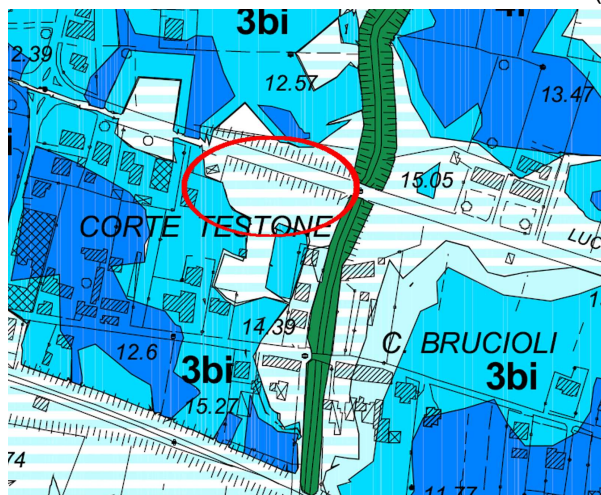 3bi
2.39
12.57
13.47
15.05
CORTE TESTONE
LUC
14.39
C. BRUCIOLI
12.6
3bi
3bi
15.27
74
11.77